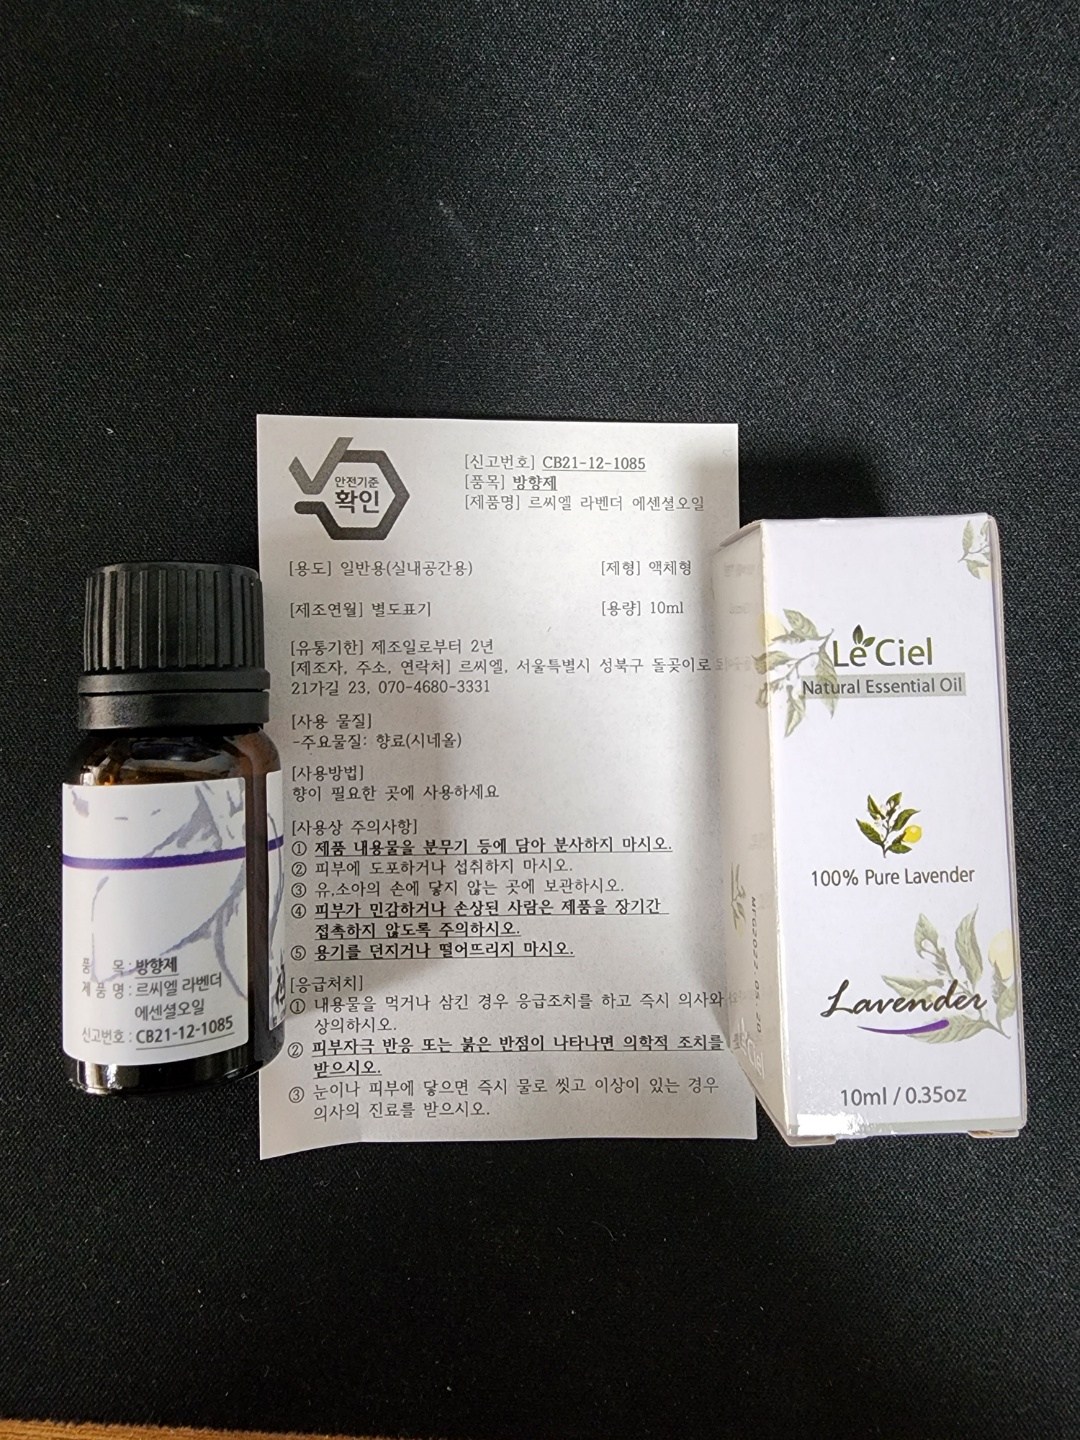 안전기준
확인
[신고번호] CB21-12-1085
[품목] 방향제
[제품명] 르씨엘 라벤더 에센셜오일
[용도] 일반용(실내공간용)
[제형] 액체형
[제조연월] 별도표기
[용량] 10ml
[유통기한] 제조일로부터 2년
[제조자, 주소, 연락처] 르씨엘, 서울특별시 성북구 돌곶이로
21가길 23, 070-4680-3331
[사용 물질]
-주요물질: 향료(시네올)
[사용방법]
향이 필요한 곳에 사용하세요
[사용상 주의사항]
① 제품 내용물을 분무기 등에 담아 분사하지 마시오.
② 피부에 도포하거나 섭취하지 마시오.
③ 유,소아의 손에 닿지 않는 곳에 보관하시오.
④ 피부가 민감하거나 손상된 사람은 제품을 장기간
접촉하지 않도록 주의하시오.
⑤ 용기를 던지거나 떨어뜨리지 마시오.
[응급처치]
① 내용물을 먹거나 삼킨 경우 응급조치를 하고 즉시 의사와
상의하시오.
② 피부자극 반응 또는 붉은 반점이 나타나면 의학적 조치를
받으시오.
③ 눈이나 피부에 닿으면 즉시 물로 씻고 이상이 있는 경우
의사의 진료를 받으시오.
품 목 : 방향제
제 품 명 : 르씨엘 라벤더
에센셜오일
신고번호 : CB21-12-1085
Le Ciel
Natural Essential Oil
100% Pure Lavender
Lavender
10ml / 0.35oz
MFG2022.05.20